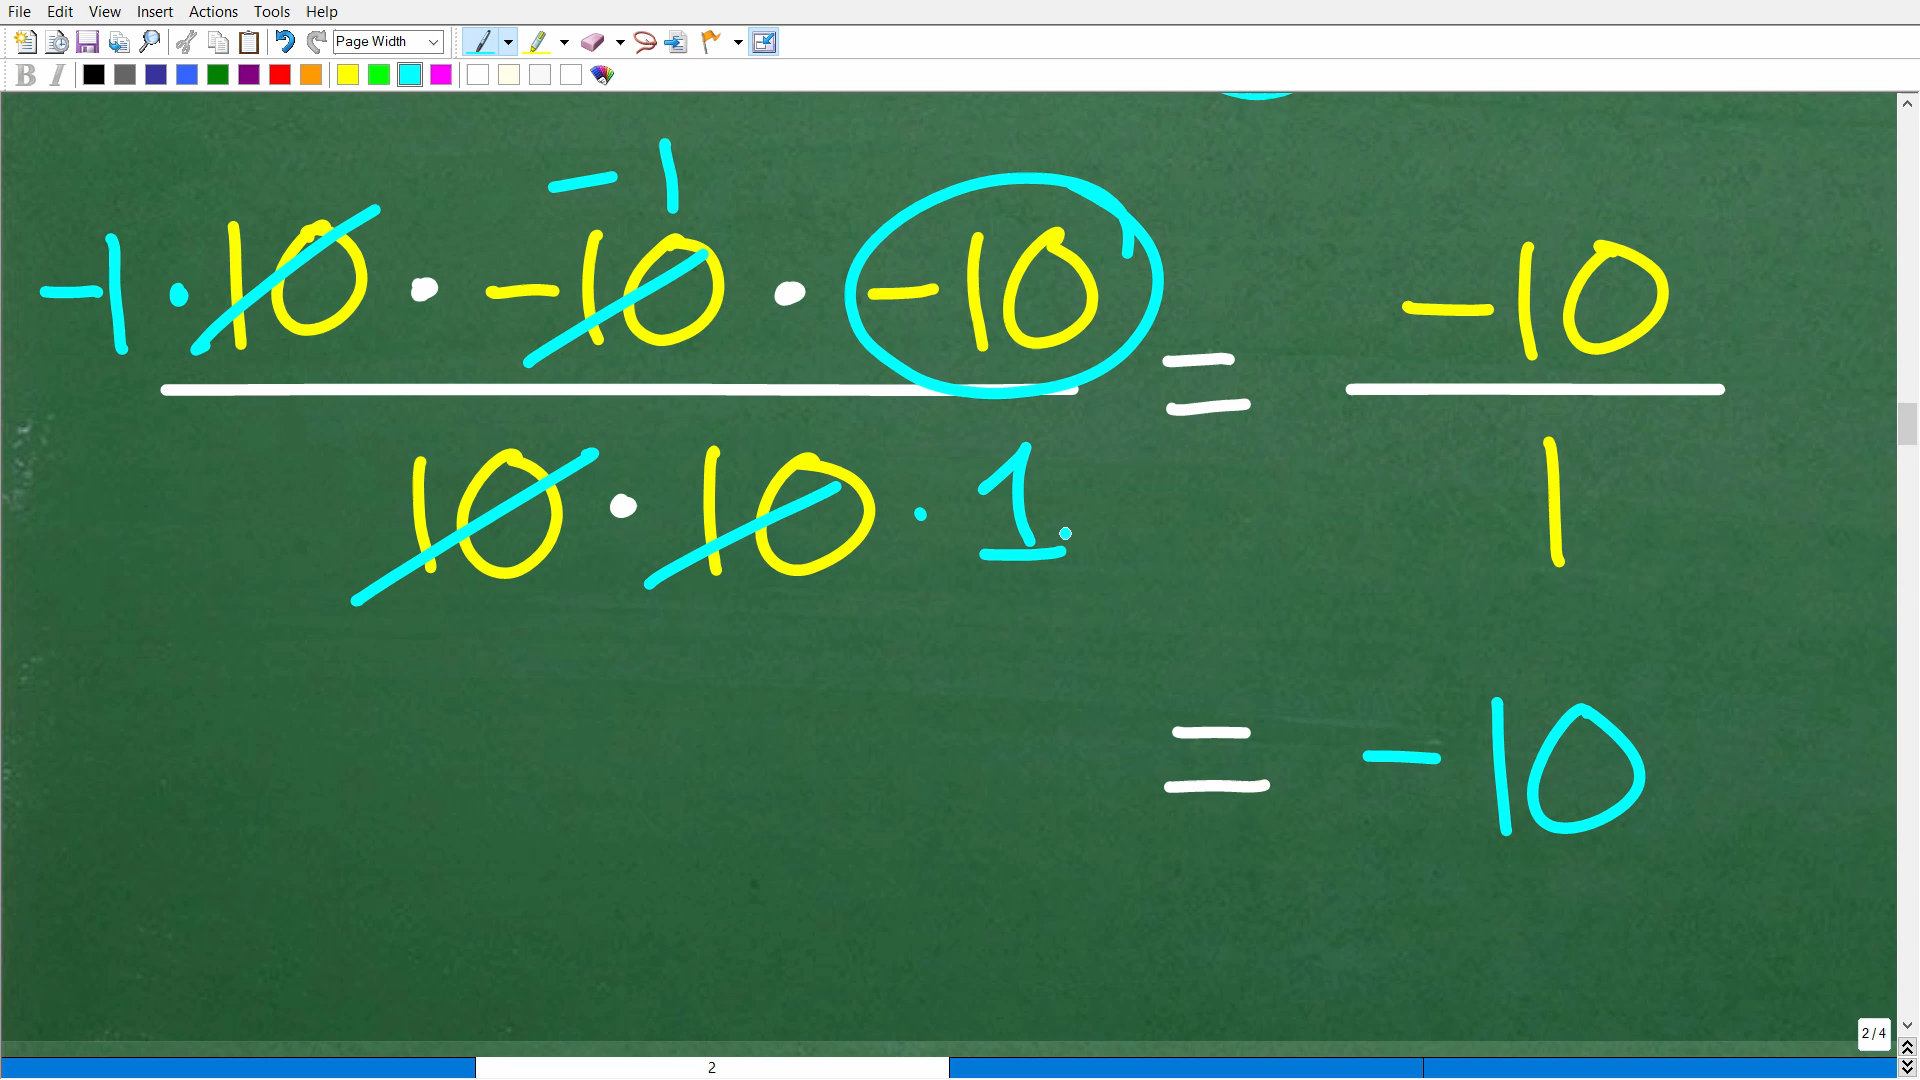 File Edit View Insert Actions Tools Help
Page Width
B I
-1
-1 · 10 · -10 · -10 = -10
10 · 10 · 1 1
= -10
2 / 4
2